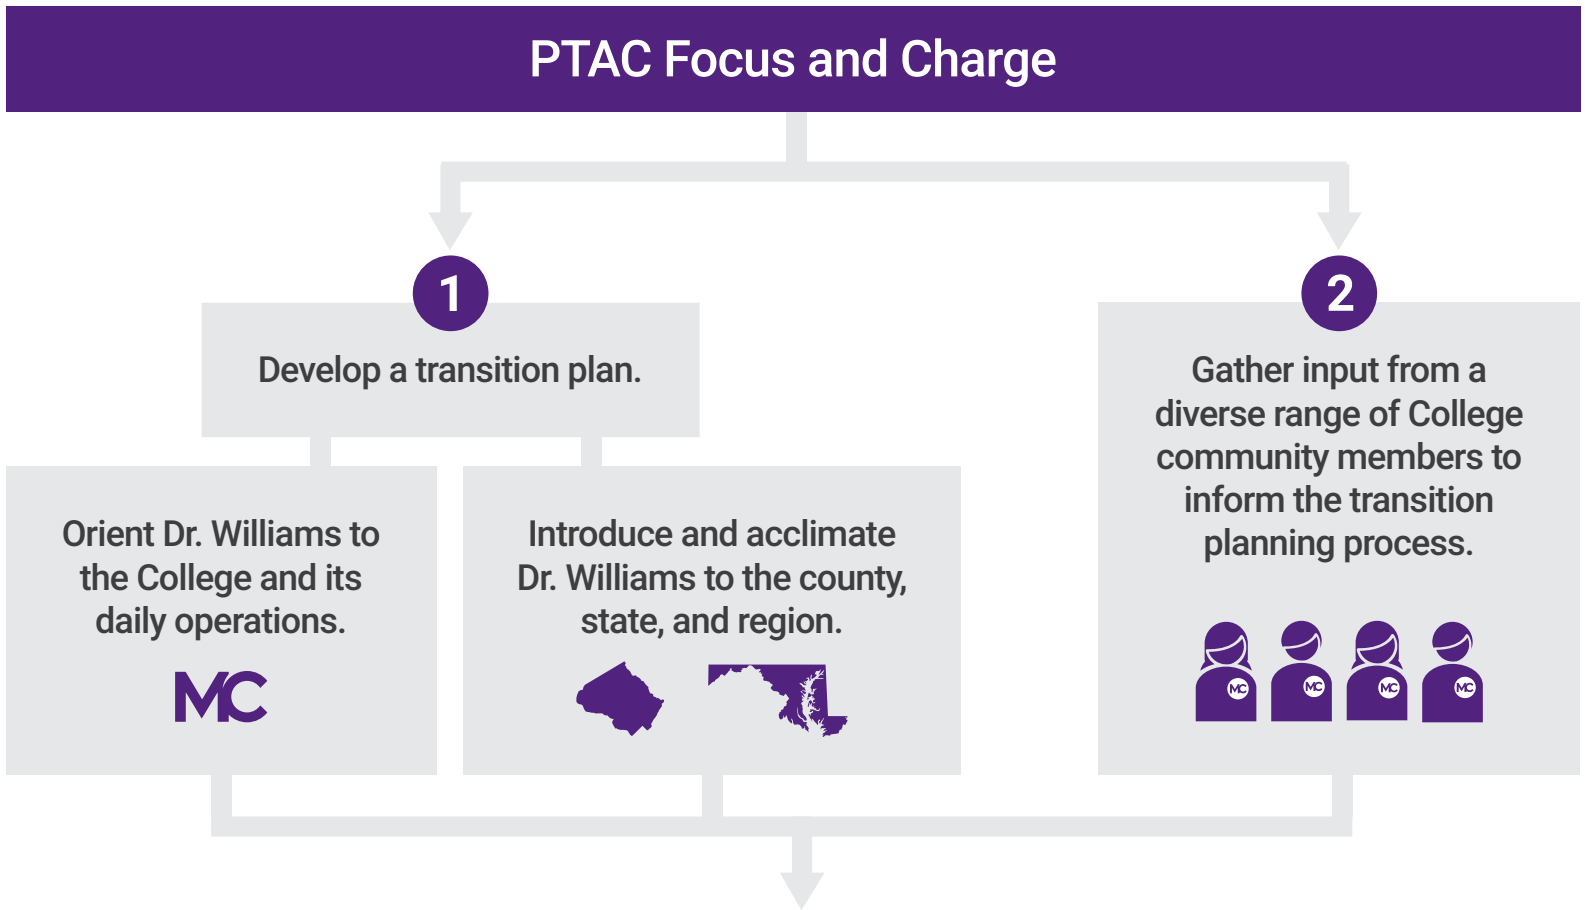 PTAC Focus and Charge
1
Develop a transition plan.
Orient Dr. Williams to
the College and its
daily operations.
MC
Introduce and acclimate
Dr. Williams to the county,
state, and region.
2
Gather input from a
diverse range of College
community members to
inform the transition
planning process.
MC
MC
MC
MC